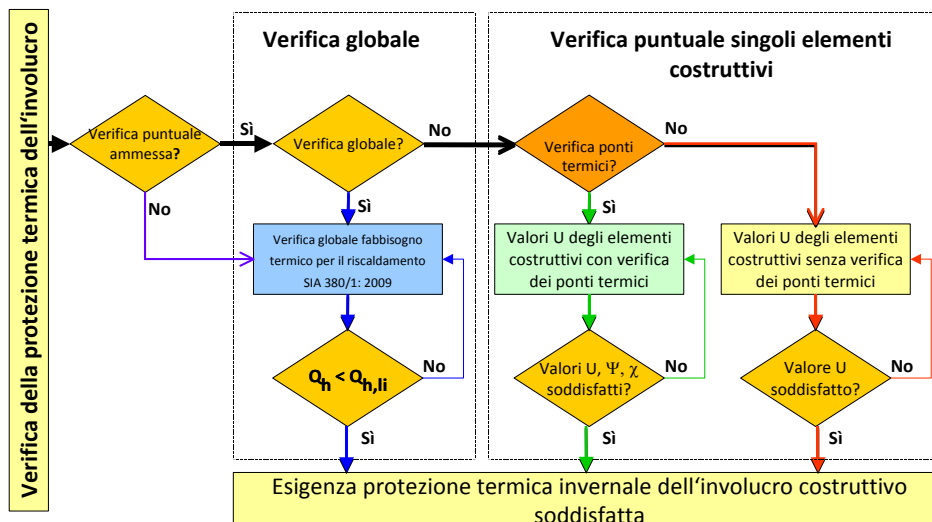 Verifica della protezione termica dell'involucro
Verifica globale
Verifica puntuale singoli elementi
costruttivi
Verifica puntuale
ammessa?
Sì
Verifica globale?
No
Verifica ponti
termici?
No
No
Sì
Sì
Verifica globale fabbisogno
termico per il riscaldamento
SIA 380/1: 2009
Valori U degli elementi
costruttivi con verifica
dei ponti termici
Valori U degli elementi
costruttivi senza verifica
dei ponti termici
Qh < Qh,li
No
Valori U, Ψ, χ
soddisfatti?
No
Valore U
soddisfatto?
No
Sì
Sì
Sì
Esigenza protezione termica invernale dell'involucro costruttivo
soddisfatta